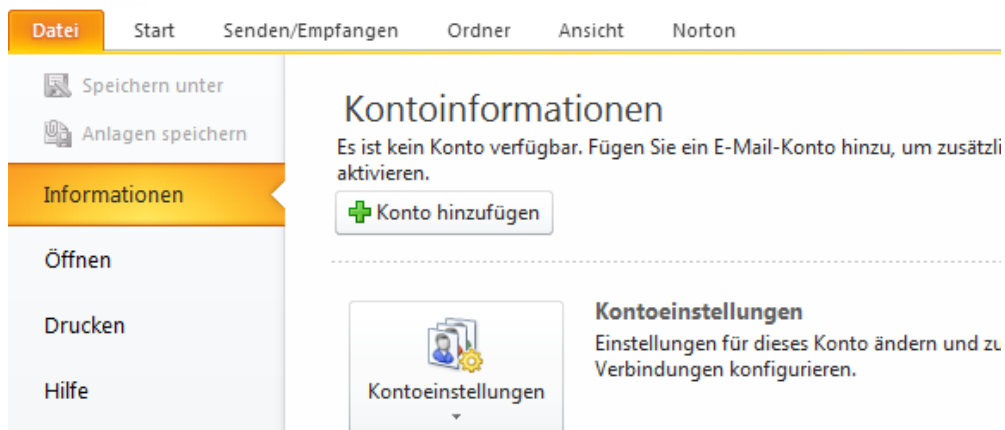 Datei Start Senden/Empfangen Ordner Ansicht Norton
Speichern unter
Anlagen speichern
Informationen
Öffnen
Drucken
Hilfe
Kontoinformationen
Es ist kein Konto verfügbar. Fügen Sie ein E-Mail-Konto hinzu, um
aktivieren.
Konto hinzufügen
Kontoeinstellungen
Kontoeinstellungen
Einstellungen für dieses Konto ändern und
Verbindungen konfigurieren.